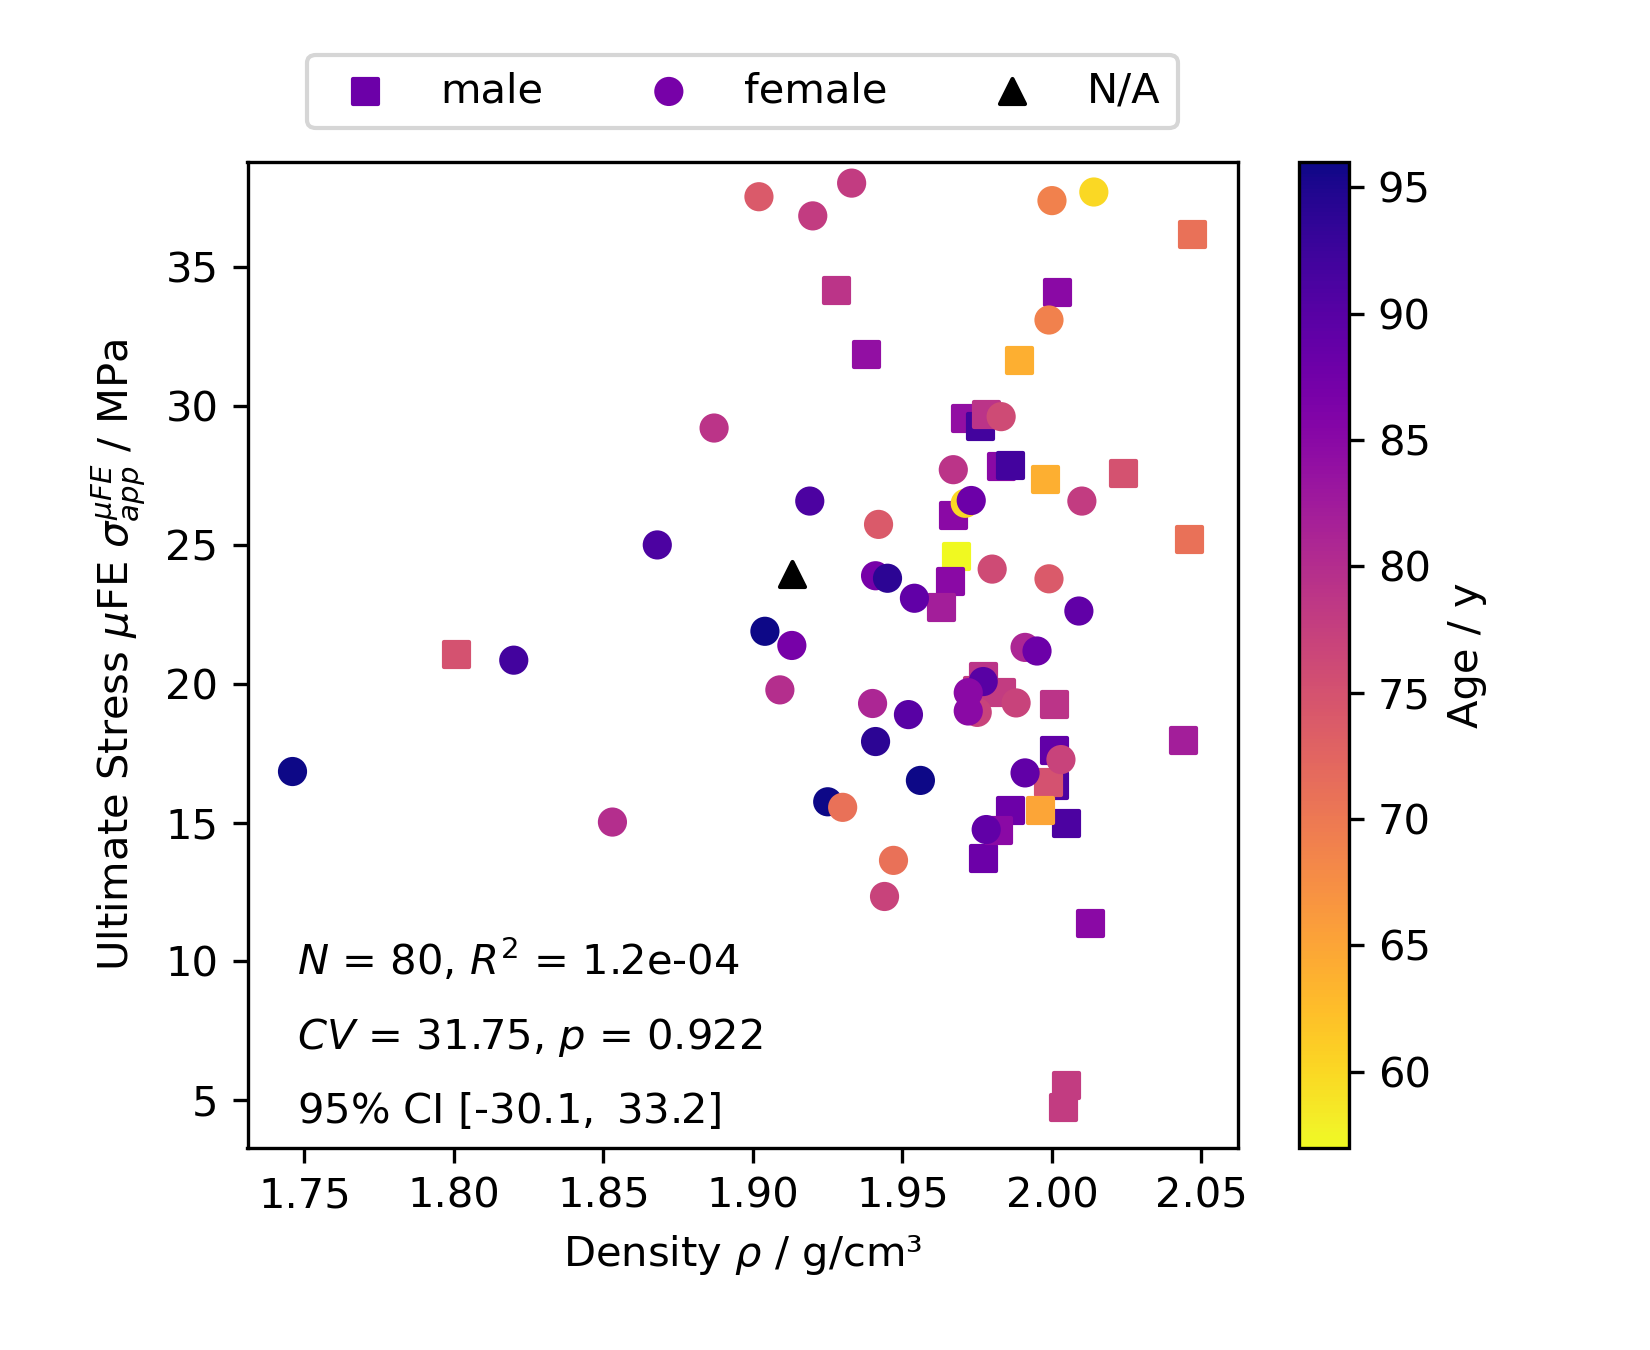 male female N/A
35
30
25
20
15
10
5
Ultimate Stress μFE σ_app^μFE / MPa
N = 80, R² = 1.2e-04
CV = 31.75, p = 0.922
95% CI [-30.1, 33.2]
1.75 1.80 1.85 1.90 1.95 2.00 2.05
Density ρ / g/cm³
95
90
85
80
75
70
65
60
Age / y